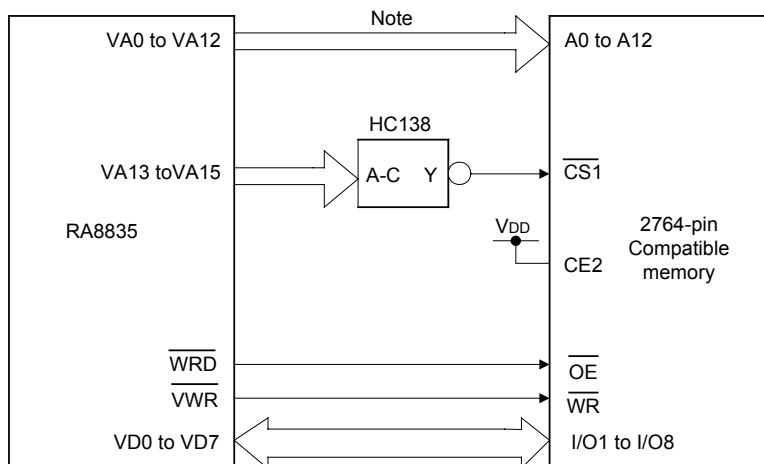 Note
VA0 to VA12
A0 to A12
HC138
VA13 toVA15
A-C Y
CS1
RA8835
VDD
2764-pin
Compatible
memory
CE2
WRD
OE
VWR
WR
VD0 to VD7
I/O1 to I/O8